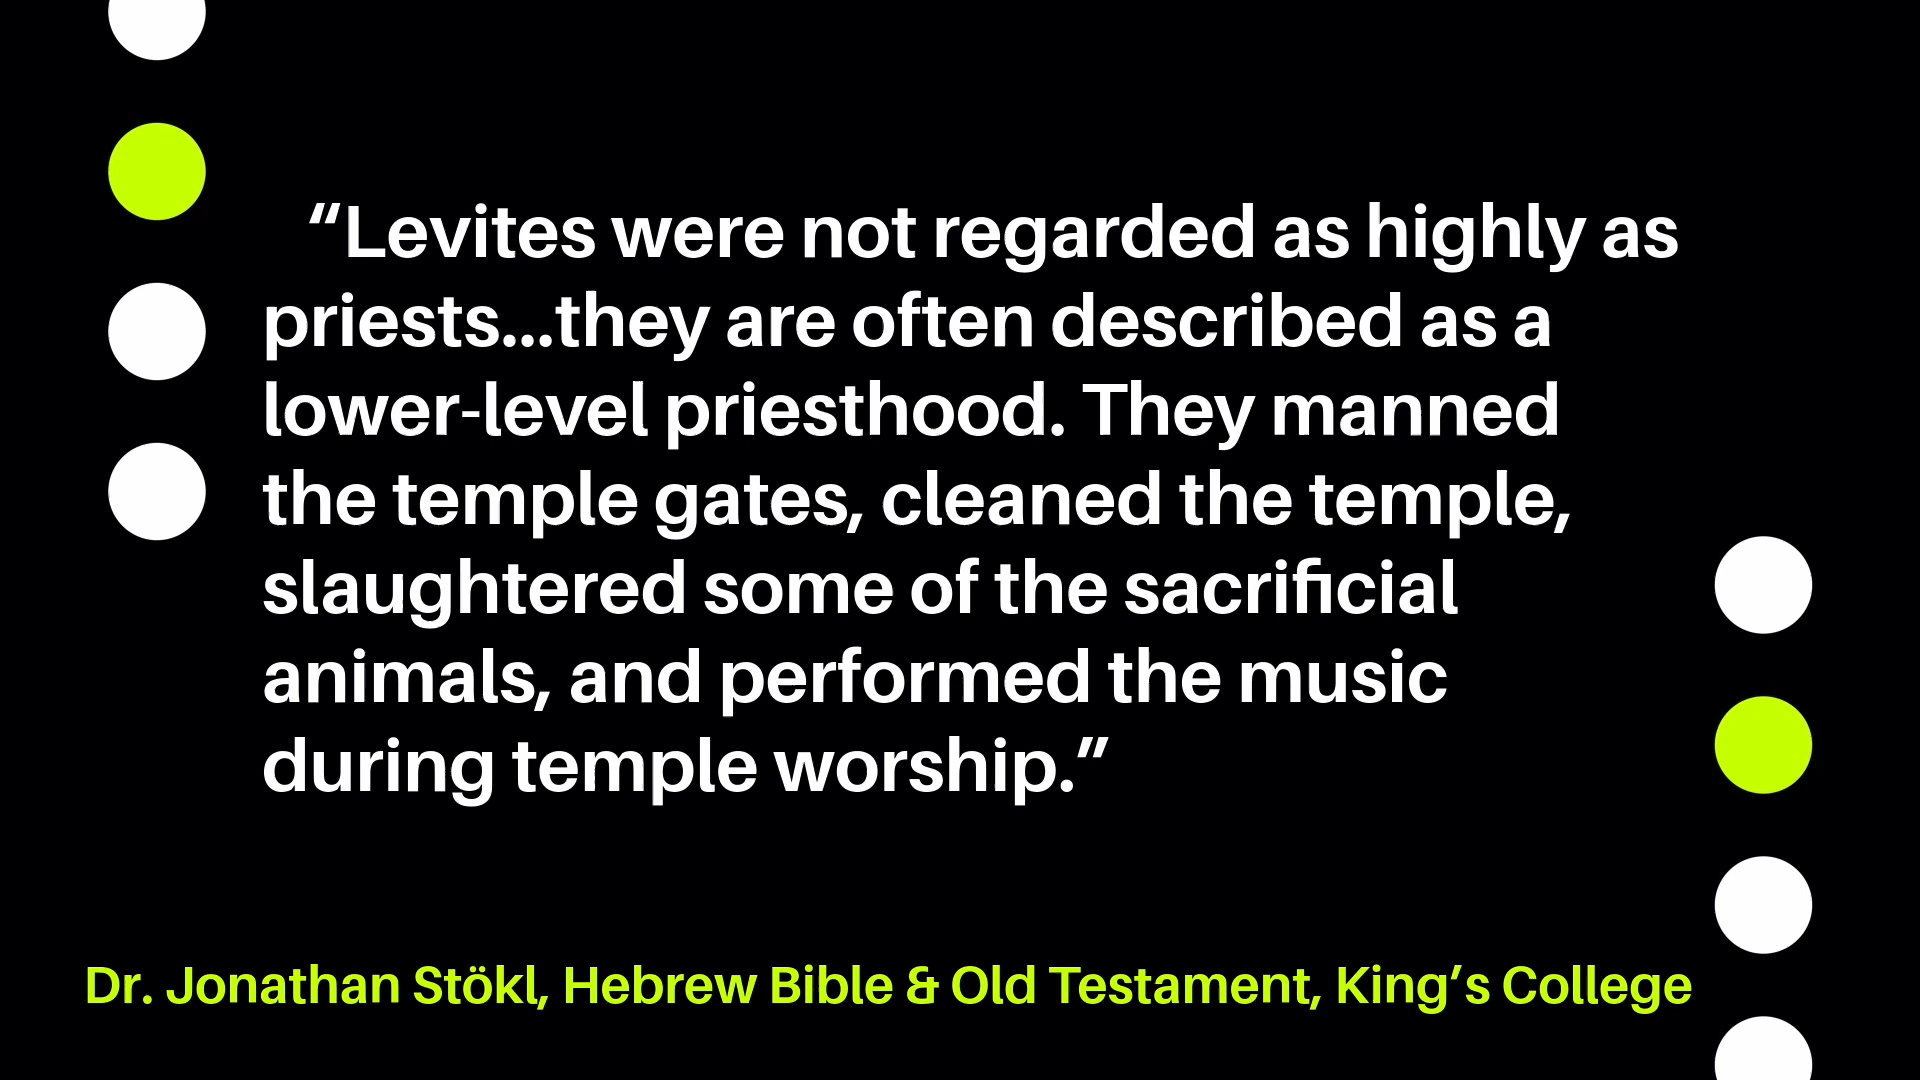 “Levites were not regarded as highly as
priests...they are often described as a
lower-level priesthood. They manned
the temple gates, cleaned the temple,
slaughtered some of the sacrificial
animals, and performed the music
during temple worship.”
Dr. Jonathan Stökl, Hebrew Bible & Old Testament, King’s College